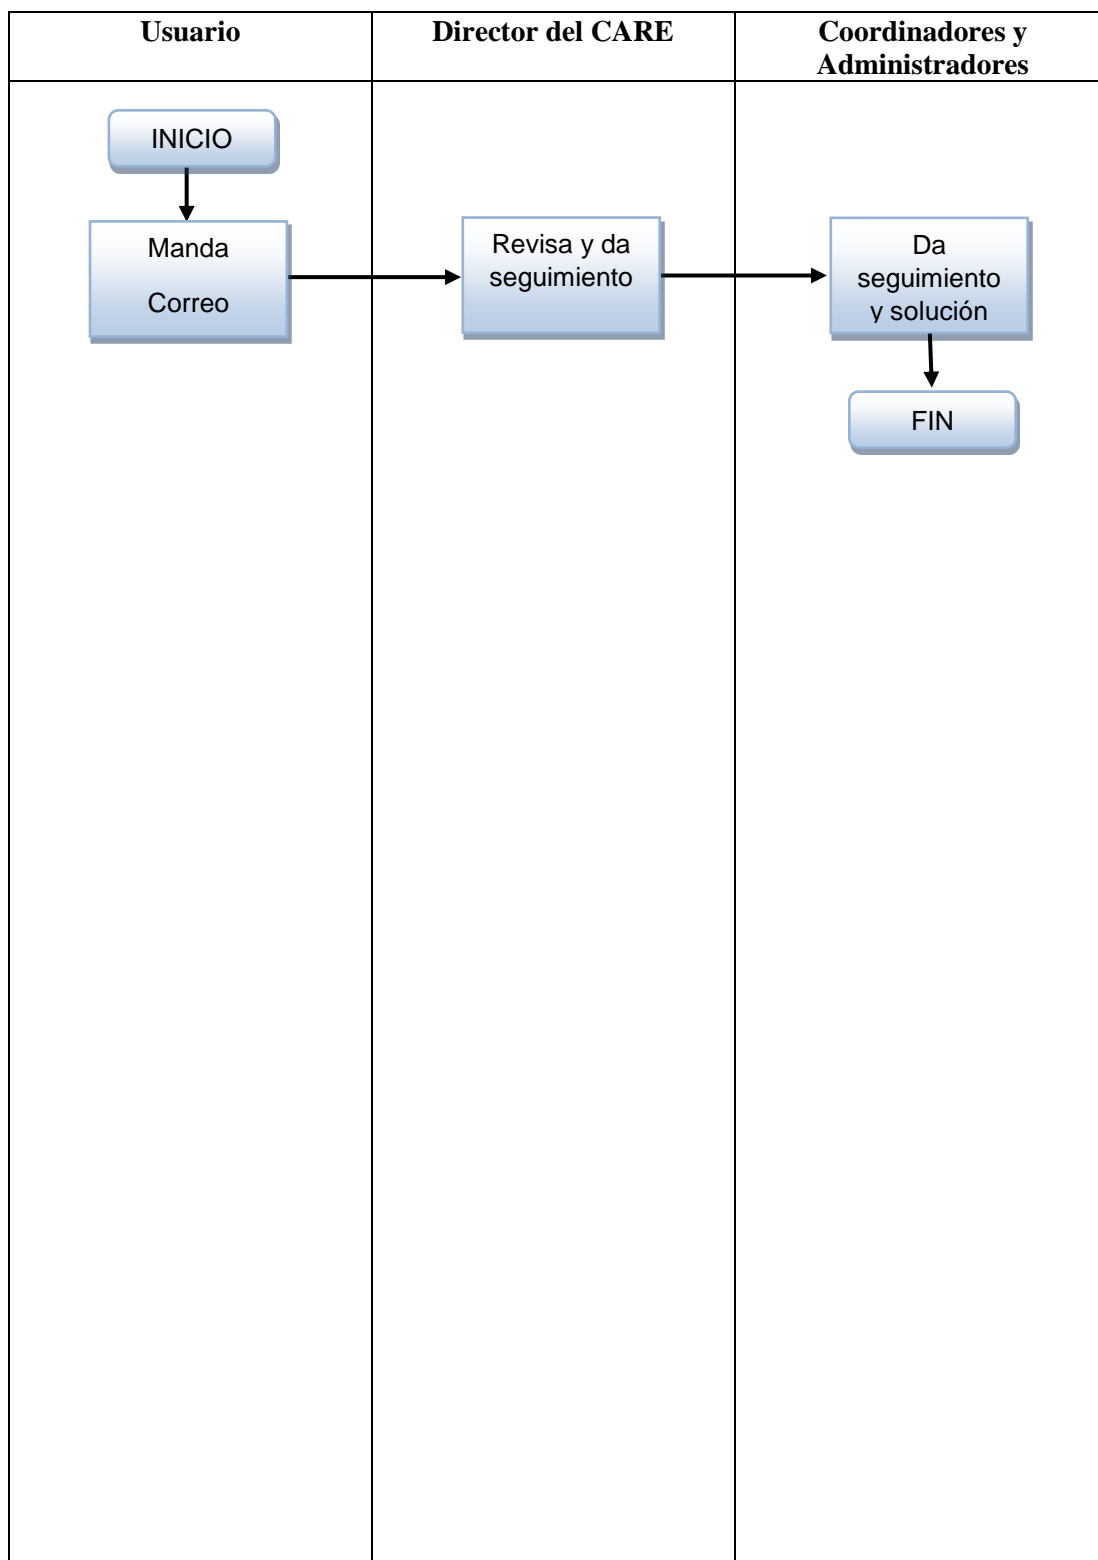 Usuario
Director del CARE
Coordinadores y
Administradores
INICIO
Manda
Correo
Revisa y da
seguimiento
Da
seguimiento
y solución
FIN